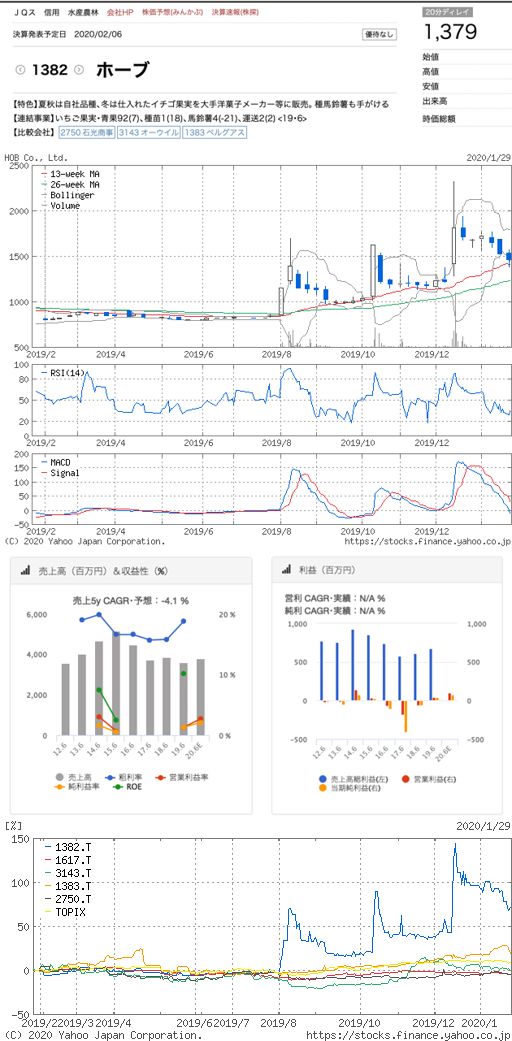 JQス 信用 水産農林 会社HP 株価予想(みんかぶ) 決算速報(株探)
20分ディレイ
1,379
決算発表予定日 2020/02/06
優待なし
1382 ホーブ
始値
高値
安値
出来高
時価総額
【特色】夏秋は自社品種、冬は仕入れたイチゴ果実を大手洋菓子メーカー等に販売。種馬鈴薯も手がける
【連結事業】いちご果実・青果92(7)、種苗1(18)、馬鈴薯4(-21)、運送2(2) <19・6>
【比較会社】 2750 石光商事 3143 オーウイル 1383 ベルグアス
HOB Co., Ltd. 2020/1/29
13-week MA
26-week MA
Bollinger
Volume
2500
2000
1500
1000
500
2019/2 2019/4 2019/6 2019/8 2019/10 2019/12
RSI(14)
100
80
50
20
0
2019/2 2019/4 2019/6 2019/8 2019/10 2019/12
MACD
Signal
200
150
100
50
0
-50
2019/2 2019/4 2019/6 2019/8 2019/10 2019/12
(C) 2020 Yahoo Japan Corporation. https://stocks.finance.yahoo.co.jp
売上高（百万円）＆収益性（%）
売上5y CAGR・予想：-4.1 %
6,000
4,000
2,000
0
20 %
10 %
0 %
12.6 13.6 14.6 15.6 16.6 17.6 18.6 19.6 20.6E
売上高 粗利率 営業利益率
純利益率 ROE
利益（百万円）
営利 CAGR・実績：N/A %
純利 CAGR・実績：N/A %
1,000
500
0
-500
1,000
500
0
-500
12.6 13.6 14.6 15.6 16.6 17.6 18.6 19.6 20.6E
売上高総利益(左) 営業利益(右)
当期純利益(右)
[%] 2020/1/29
1382.T
1617.T
3143.T
1383.T
2750.T
TOPIX
150
100
50
0
-50
2019/2 2019/3 2019/4 2019/6 2019/7 2019/8 2019/10 2019/12 2020/1
(C) 2020 Yahoo Japan Corporation. https://stocks.finance.yahoo.co.jp